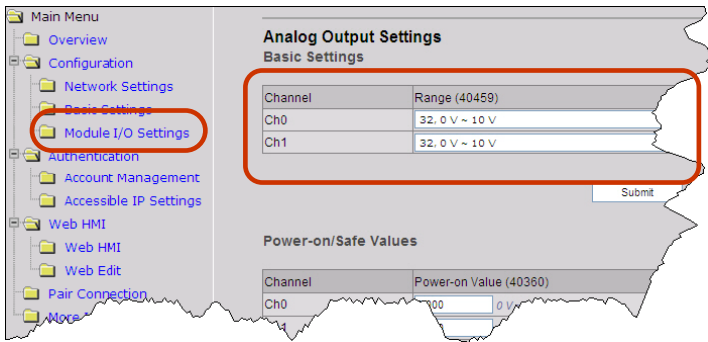 Main Menu
Overview
Configuration
Network Settings
Basic Settings
Module I/O Settings
Authentication
Account Management
Accessible IP Settings
Web HMI
Web HMI
Web Edit
Pair Connection
More
Analog Output Settings
Basic Settings
Channel Range (40459)
Ch0 32, 0 V ~ 10 V
Ch1 32, 0 V ~ 10 V
Submit
Power-on/Safe Values
Channel Power-on Value (40360)
Ch0 0 V